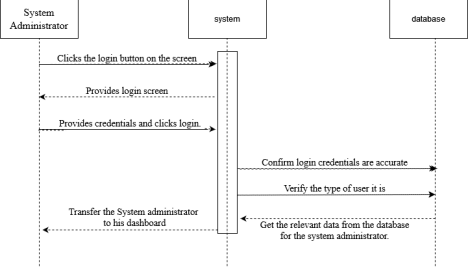 System
Administrator
system
database
Clicks the login button on the screen
Provides login screen
Provides credentials and clicks login.
Confirm login credentials are accurate
Verify the type of user it is
Transfer the System administrator
to his dashboard
Get the relevant data from the database
for the system administrator.